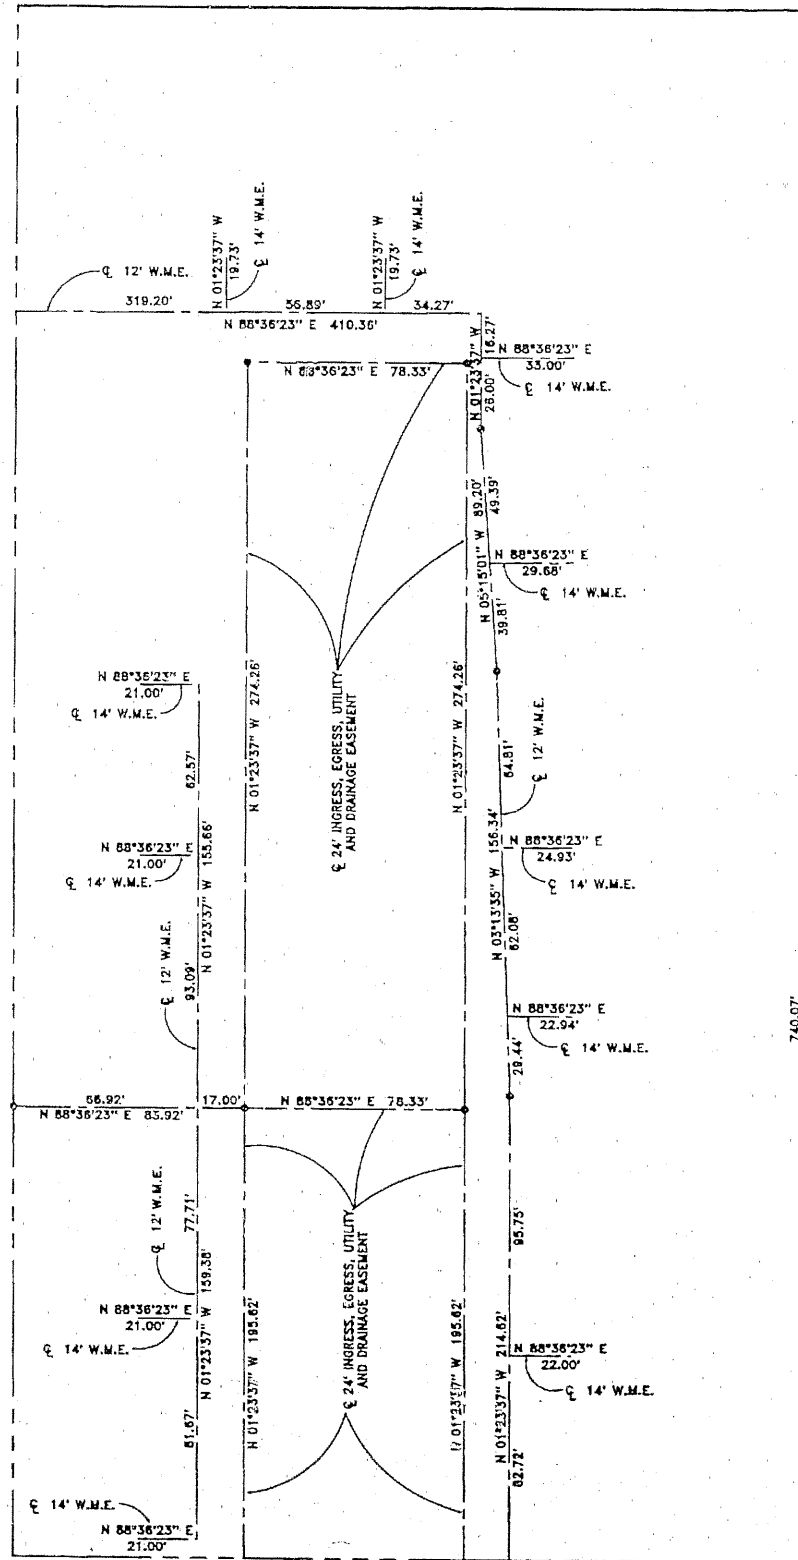 N 01°23'37" W
19.73'
℄ 14' W.M.E.
N 01°23'37" W
19.73'
℄ 14' W.M.E.
℄ 12' W.M.E.
319.20'
56.89'
34.27'
N 88°36'23" E 410.36'
N 01°23'37" W
16.27'
26.00'
N 88°36'23" E
33.00'
℄ 14' W.M.E.
N 88°36'23" E 78.33'
N 05°15'01" W 89.20'
49.39'
39.81'
N 88°36'23" E
29.68'
℄ 14' W.M.E.
N 88°36'23" E
21.00'
℄ 14' W.M.E.
62.57'
N 01°23'37" W 274.26'
℄ 24' INGRESS, EGRESS, UTILITY
AND DRAINAGE EASEMENT
N 01°23'37" W 274.26'
64.81'
℄ 12' W.M.E.
N 88°36'23" E
21.00'
℄ 14' W.M.E.
N 01°23'37" W 155.66'
N 03°13'35" W 156.34'
N 88°36'23" E
24.93'
℄ 14' W.M.E.
62.08'
℄ 12' W.M.E.
93.09'
N 88°36'23" E
22.94'
℄ 14' W.M.E.
29.44'
740.07'
66.92'
17.00'
N 88°36'23" E 83.92'
N 88°36'23" E 78.33'
℄ 12' W.M.E.
77.71'
95.75'
N 88°36'23" E
21.00'
℄ 14' W.M.E.
N 01°23'37" W 159.38'
N 01°23'37" W 195.62'
℄ 24' INGRESS, EGRESS, UTILITY
AND DRAINAGE EASEMENT
N 01°23'37" W 195.62'
N 01°23'37" W 214.62'
N 88°36'23" E
22.00'
℄ 14' W.M.E.
81.67'
82.72'
℄ 14' W.M.E.
N 88°36'23" E
21.00'